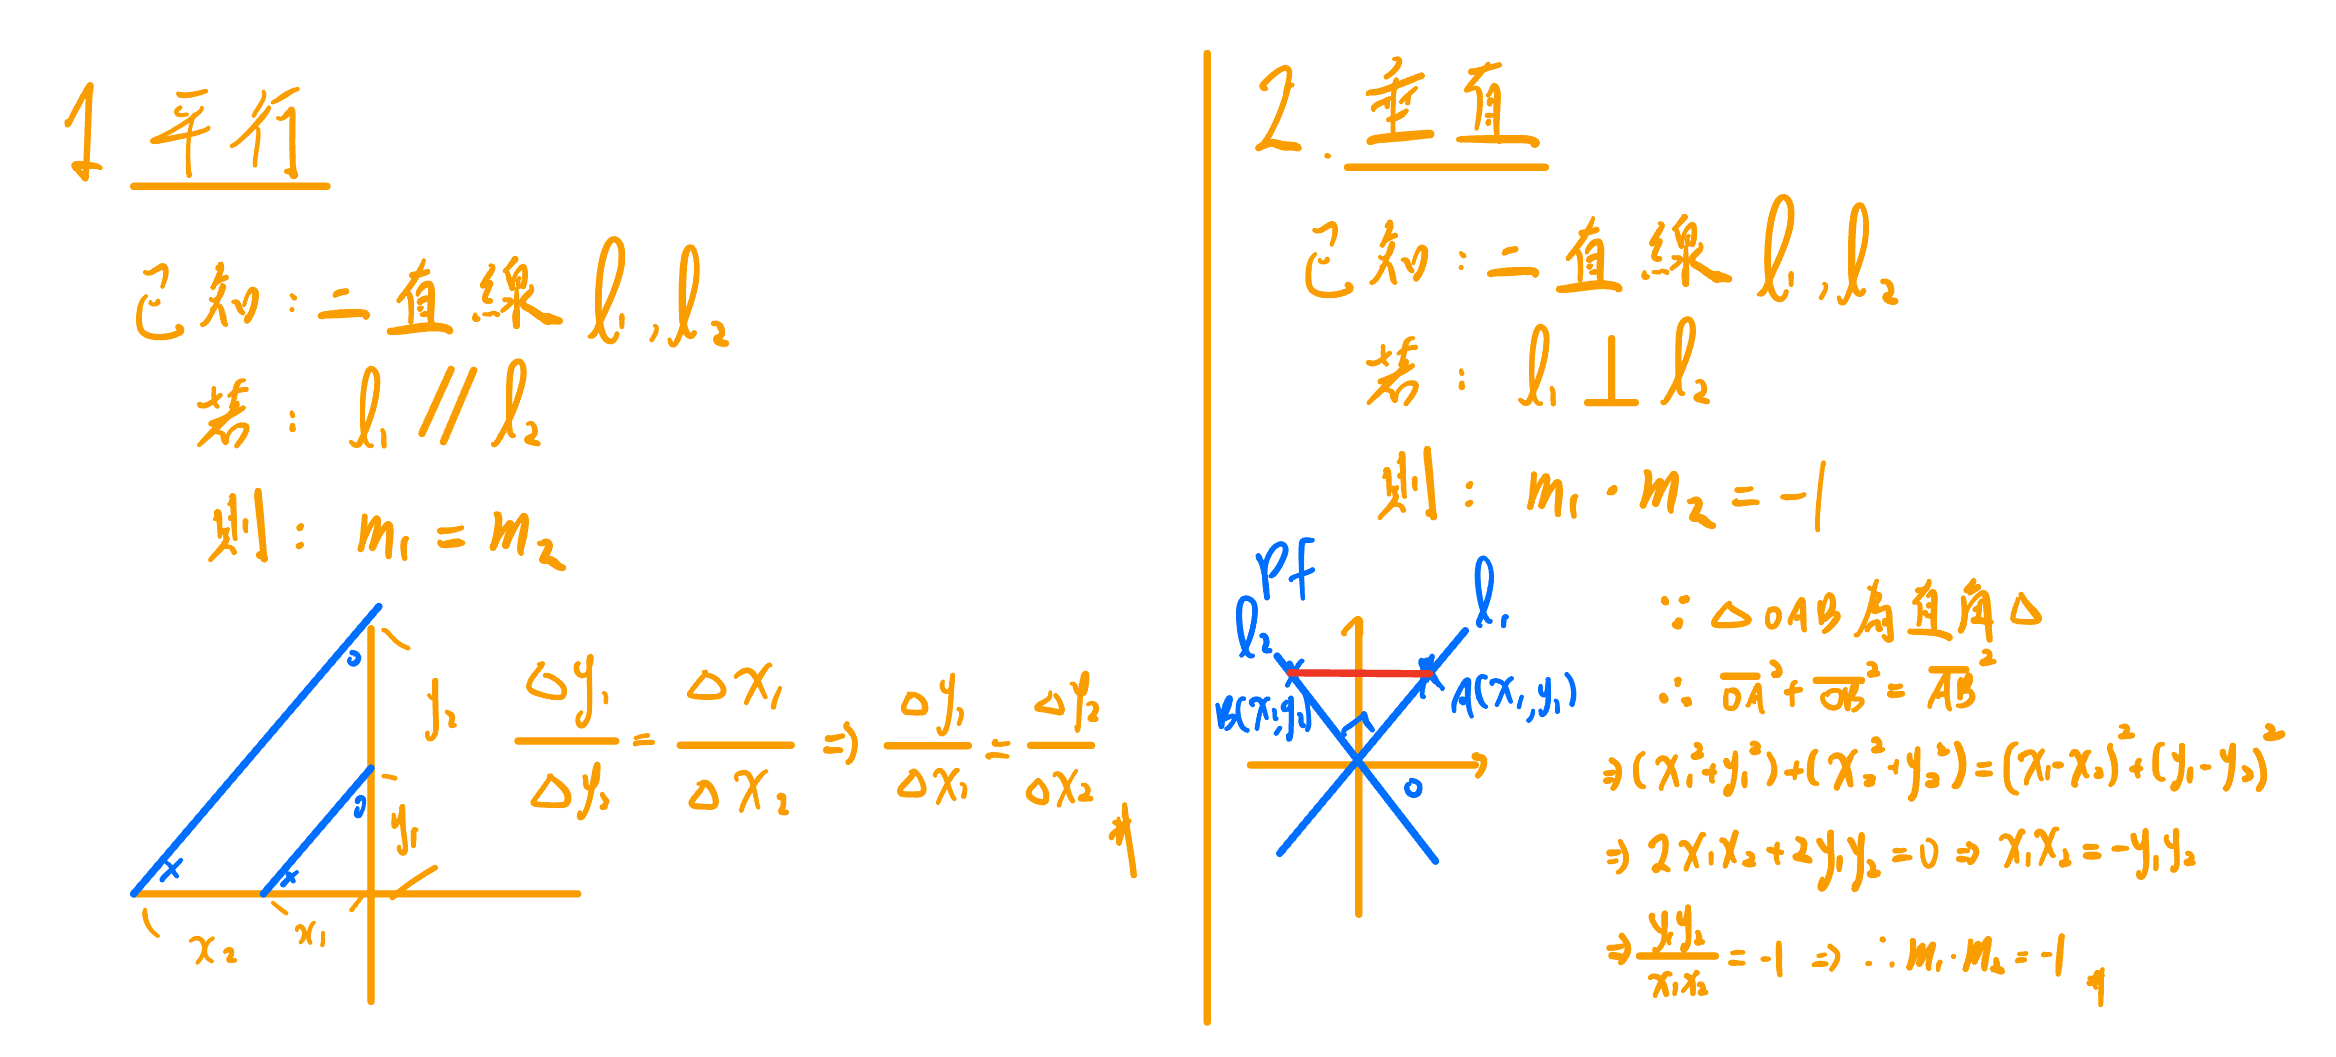 1 平行
已知:二直線 l₁, l₂
若: l₁ // l₂
則: m₁ = m₂
y₂
y₁
x₂ x₁
Δy₁/Δy₂ = Δx₁/Δx₂ ⇒ Δy₁/Δx₁ = Δy₂/Δx₂
2. 垂直
已知:二直線 l₁, l₂
若: l₁ ⊥ l₂
則: m₁ · m₂ = -1
Pf
l₂ l₁
B(x₂,y₂) A(x₁,y₁)
O
∵ △OAB為直角△
∴ O̅A̅² + O̅B̅² = A̅B̅²
⇒ (x₁²+y₁²)+(x₂²+y₂²)=(x₁-x₂)²+(y₁-y₂)²
⇒ 2x₁x₂+2y₁y₂=0 ⇒ x₁x₂=-y₁y₂
⇒ y₁y₂/x₁x₂ = -1 ⇒ ∴ m₁·m₂ = -1